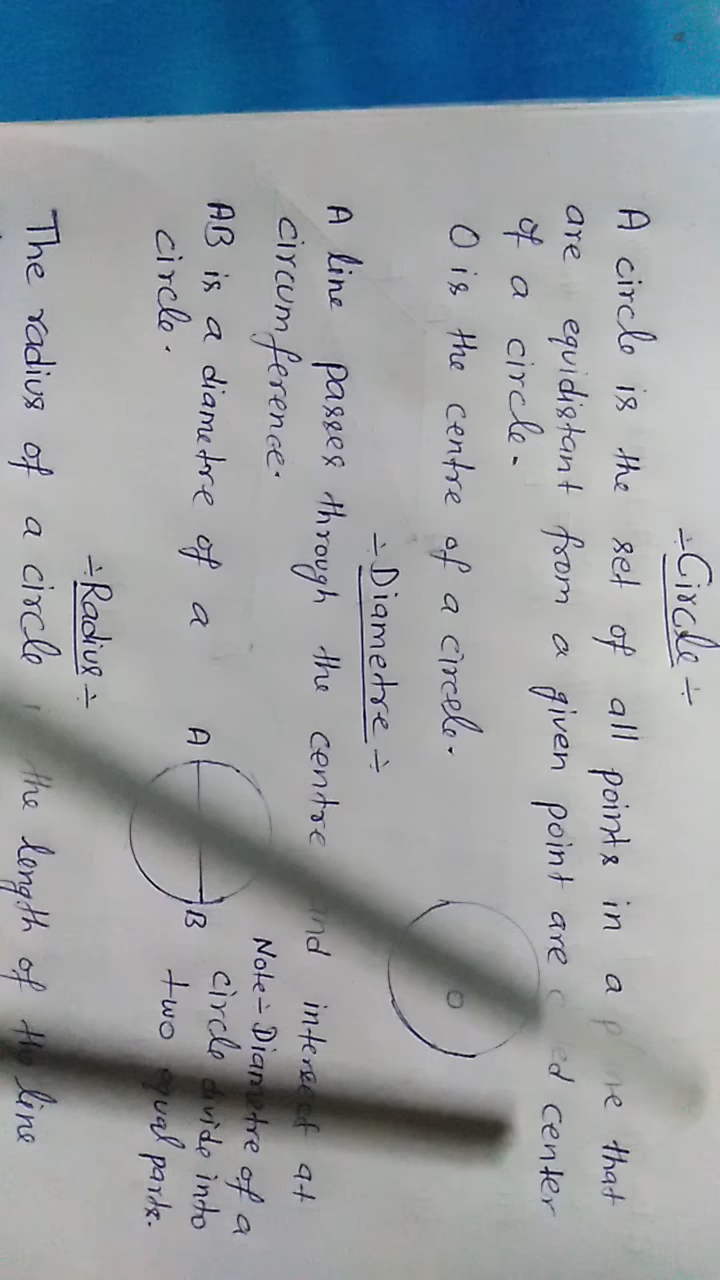 ÷Circle÷
A circle is the set of all points in a that
are equidistant from a given point are center
of a circle.
O is the centre of a circle.
O
÷Diametre÷
A line passes through the centre intersect at
circumference.
AB is a diametre of a
circle.
A
B
Note÷Diametre of a
circle divide into
two equal parts.
÷Radius÷
The radius of a circle the length of the line